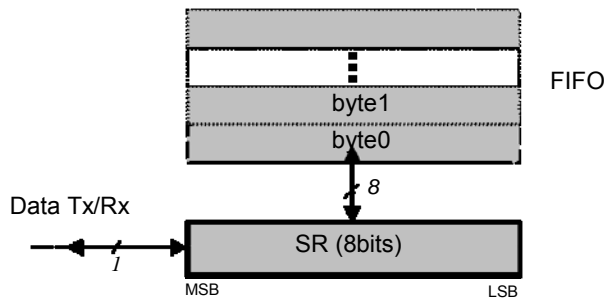 FIFO
byte1
byte0
8
Data Tx/Rx
1
SR (8bits)
MSB
LSB